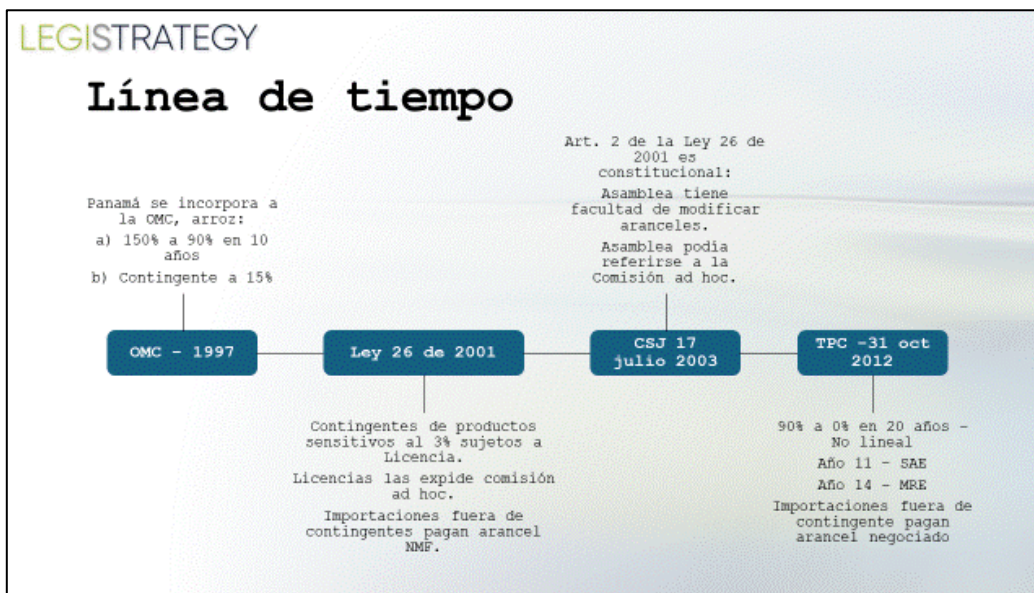 LEGISTRATEGY
Línea de tiempo
Panamá se incorpora a
la OMC, arroz:
a) 150% a 90% en 10
años
b) Contingente a 15%
OMC - 1997
Ley 26 de 2001
Contingentes de productos
sensitivos al 3% sujetos a
Licencia.
Licencias las expide comisión
ad hoc.
Importaciones fuera de
contingentes pagan arancel
NMF.
Art. 2 de la Ley 26 de
2001 es
constitucional:
Asamblea tiene
facultad de modificar
aranceles.
Asamblea podía
referirse a la
Comisión ad hoc.
CSJ 17
julio 2003
TPC -31 oct
2012
90% a 0% en 20 años -
No lineal
Año 11 - SAE
Año 14 - MRE
Importaciones fuera de
contingente pagan
arancel negociado